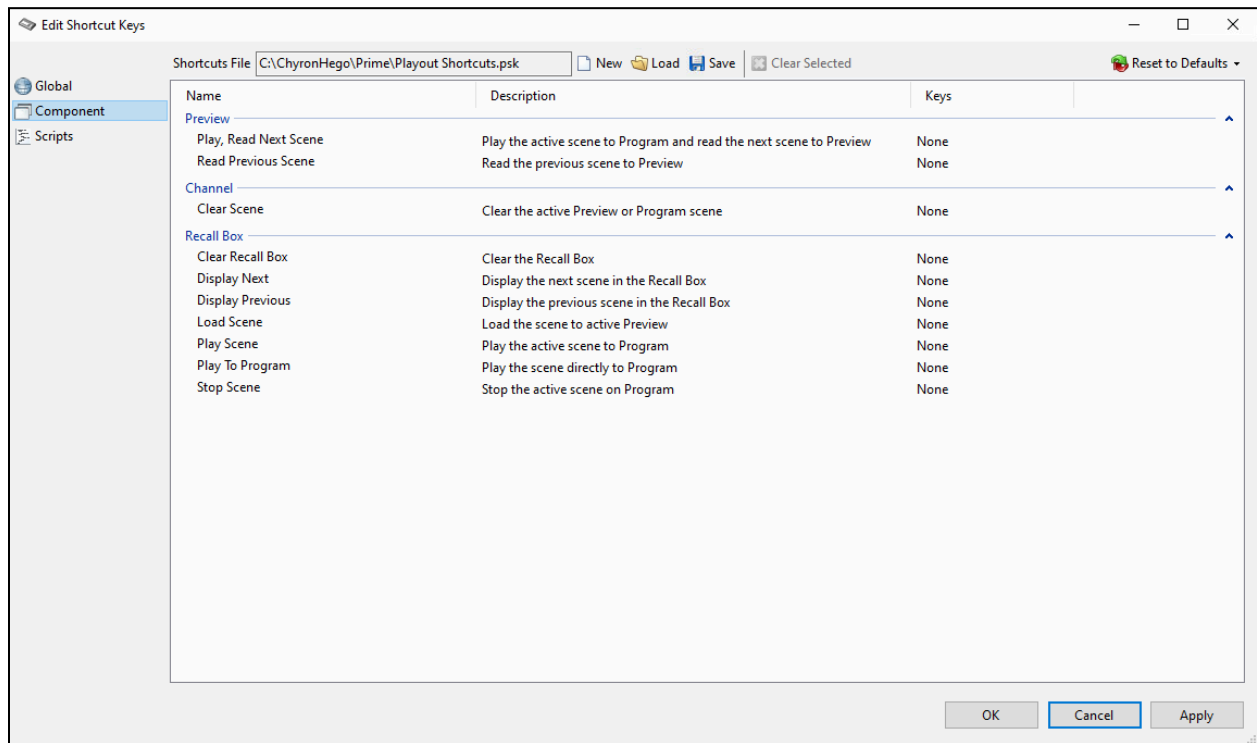 Edit Shortcut Keys
Shortcuts File C:\ChyronHego\Prime\Playout Shortcuts.psk New Load Save Clear Selected Reset to Defaults
Global
Component
Scripts
Name Description Keys
Preview
Play, Read Next Scene Play the active scene to Program and read the next scene to Preview None
Read Previous Scene Read the previous scene to Preview None
Channel
Clear Scene Clear the active Preview or Program scene None
Recall Box
Clear Recall Box Clear the Recall Box None
Display Next Display the next scene in the Recall Box None
Display Previous Display the previous scene in the Recall Box None
Load Scene Load the scene to active Preview None
Play Scene Play the active scene to Program None
Play To Program Play the scene directly to Program None
Stop Scene Stop the active scene on Program None
OK Cancel Apply